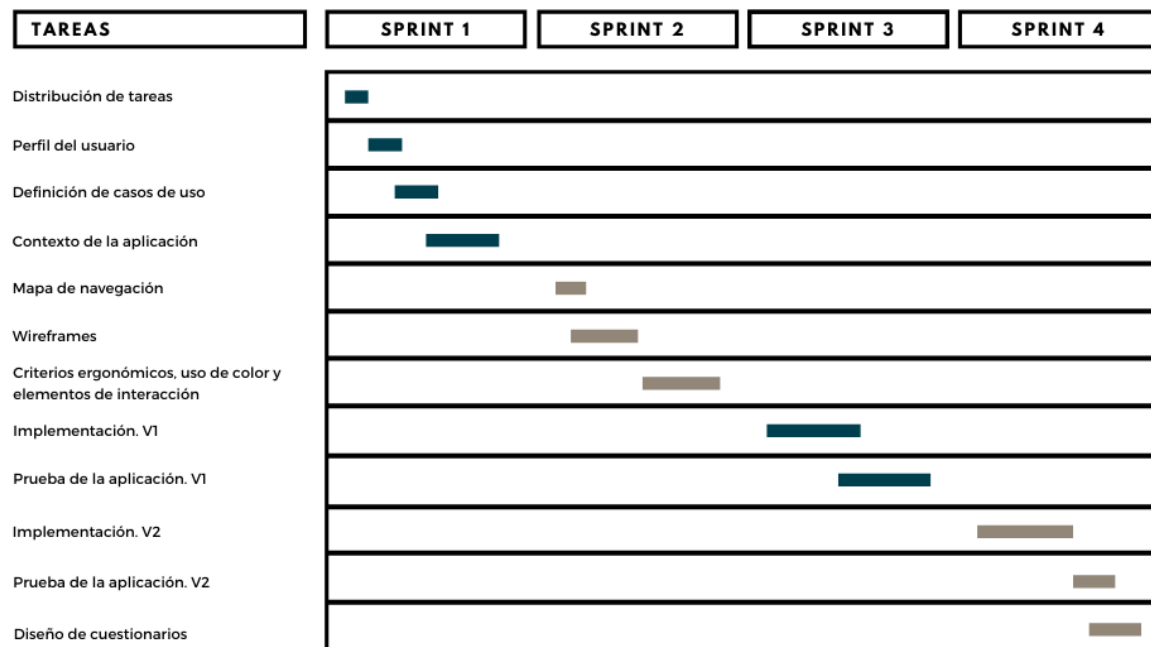 TAREAS
SPRINT 1
SPRINT 2
SPRINT 3
SPRINT 4
Distribución de tareas
Perfil del usuario
Definición de casos de uso
Contexto de la aplicación
Mapa de navegación
Wireframes
Criterios ergonómicos, uso de color y
elementos de interacción
Implementación. V1
Prueba de la aplicación. V1
Implementación. V2
Prueba de la aplicación. V2
Diseño de cuestionarios